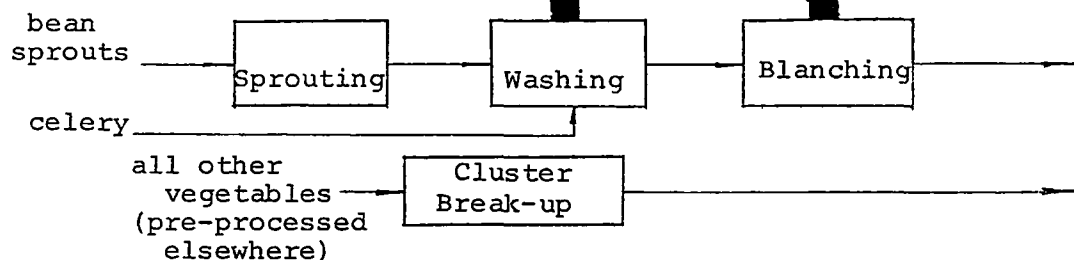 bean
sprouts
Sprouting
Washing
Blanching
celery
all other
vegetables
(pre-processed
elsewhere)
Cluster
Break-up